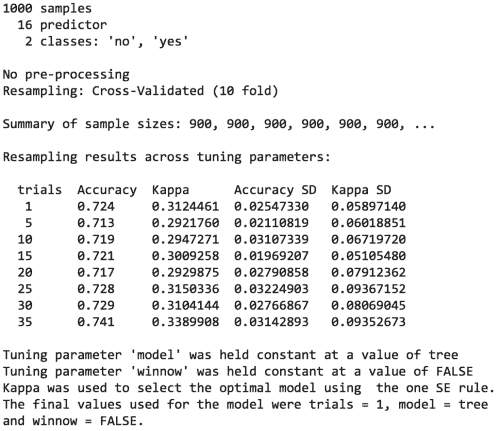 1000 samples
16 predictor
2 classes: 'no', 'yes'
No pre-processing
Resampling: Cross-Validated (10 fold)
Summary of sample sizes: 900, 900, 900, 900, 900, 900, ...
Resampling results across tuning parameters:
trials Accuracy Kappa Accuracy SD Kappa SD
1 0.724 0.3124461 0.02547330 0.05897140
5 0.713 0.2921760 0.02110819 0.06018851
10 0.719 0.2947271 0.03107339 0.06719720
15 0.721 0.3009258 0.01969207 0.05105480
20 0.717 0.2929875 0.02790858 0.07912362
25 0.728 0.3150336 0.03224903 0.09367152
30 0.729 0.3104144 0.02766867 0.08069045
35 0.741 0.3389908 0.03142893 0.09352673
Tuning parameter 'model' was held constant at a value of tree
Tuning parameter 'winnow' was held constant at a value of FALSE
Kappa was used to select the optimal model using the one SE rule.
The final values used for the model were trials = 1, model = tree
and winnow = FALSE.